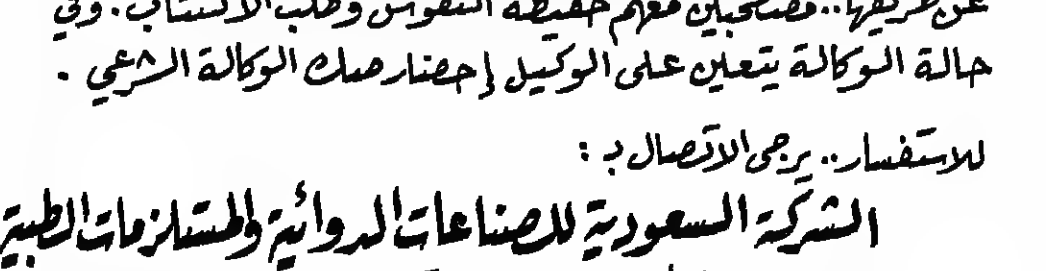 عن طريقها.. مصطحبين معهم حفيظة النفوس وطلب الاكتتاب. وفي
حالة الوكالة يتعين على الوكيل إحضار صك الوكالة الشرعي .
للاستفسار.. يرجى الاتصال بـ :
الشركة السعودية للصناعات الدوائية والمستلزمات الطبية